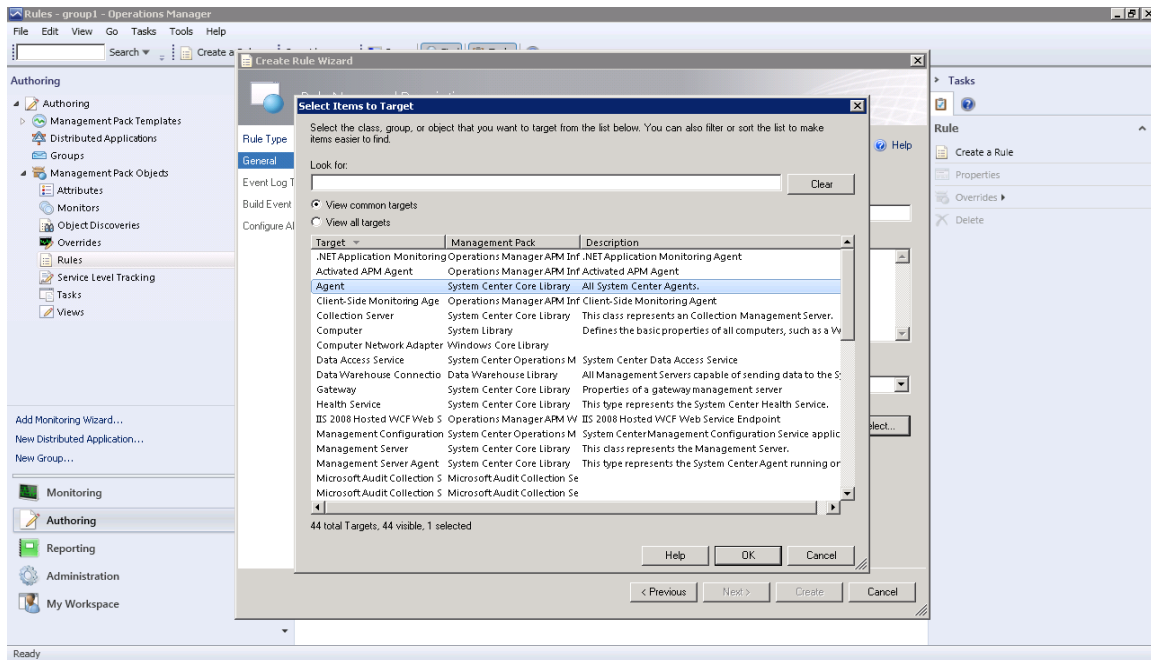 Rules - group1 - Operations Manager
File Edit View Go Tasks Tools Help
Search Create a
Create Rule Wizard
Authoring
Authoring
Management Pack Templates
Distributed Applications
Groups
Management Pack Objects
Attributes
Monitors
Object Discoveries
Overrides
Rules
Service Level Tracking
Tasks
Views
Add Monitoring Wizard...
New Distributed Application...
New Group...
Monitoring
Authoring
Reporting
Administration
My Workspace
Rule Type
General
Event Log T
Build Event
Configure Al
Help
elect...
Select Items to Target
Select the class, group, or object that you want to target from the list below. You can also filter or sort the list to make
items easier to find.
Look for:
Clear
View common targets
View all targets
Target Management Pack Description
.NET Application Monitoring Operations Manager APM Inf .NET Application Monitoring Agent
Activated APM Agent Operations Manager APM Inf Activated APM Agent
Agent System Center Core Library All System Center Agents.
Client-Side Monitoring Age Operations Manager APM Inf Client-Side Monitoring Agent
Collection Server System Center Core Library This class represents an Collection Management Server.
Computer System Library Defines the basic properties of all computers, such as a W
Computer Network Adapter Windows Core Library
Data Access Service System Center Operations M System Center Data Access Service
Data Warehouse Connectio Data Warehouse Library All Management Servers capable of sending data to the Sy
Gateway System Center Core Library Properties of a gateway management server
Health Service System Center Core Library This type represents the System Center Health Service.
IIS 2008 Hosted WCF Web S Operations Manager APM W IIS 2008 Hosted WCF Web Service Endpoint
Management Configuration System Center Operations M System Center Management Configuration Service applic
Management Server System Center Core Library This class represents the Management Server.
Management Server Agent System Center Core Library This type represents the System Center Agent running or
Microsoft Audit Collection S Microsoft Audit Collection Se
Microsoft Audit Collection S Microsoft Audit Collection Se
44 total Targets, 44 visible, 1 selected
Help OK Cancel
< Previous Next > Create Cancel
Tasks
Rule
Create a Rule
Properties
Overrides
Delete
Ready